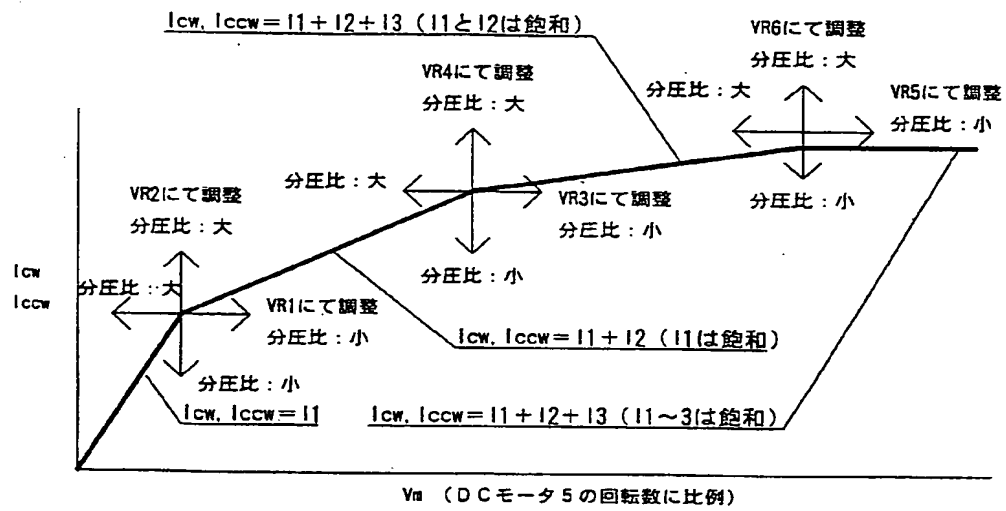 Icw, Iccw＝I1＋I2＋I3（I1とI2は飽和）
VR6にて調整
分圧比：大
VR4にて調整
分圧比：大
分圧比：大
VR5にて調整
分圧比：小
VR2にて調整
分圧比：大
分圧比：大
VR3にて調整
分圧比：小
分圧比：小
分圧比：小
Icw
Iccw
分圧比：大
VR1にて調整
分圧比：小
Icw, Iccw＝I1＋I2（I1は飽和）
分圧比：小
Icw, Iccw＝I1
Icw, Iccw＝I1＋I2＋I3（I1〜3は飽和）
Vm （DCモータ5の回転数に比例）